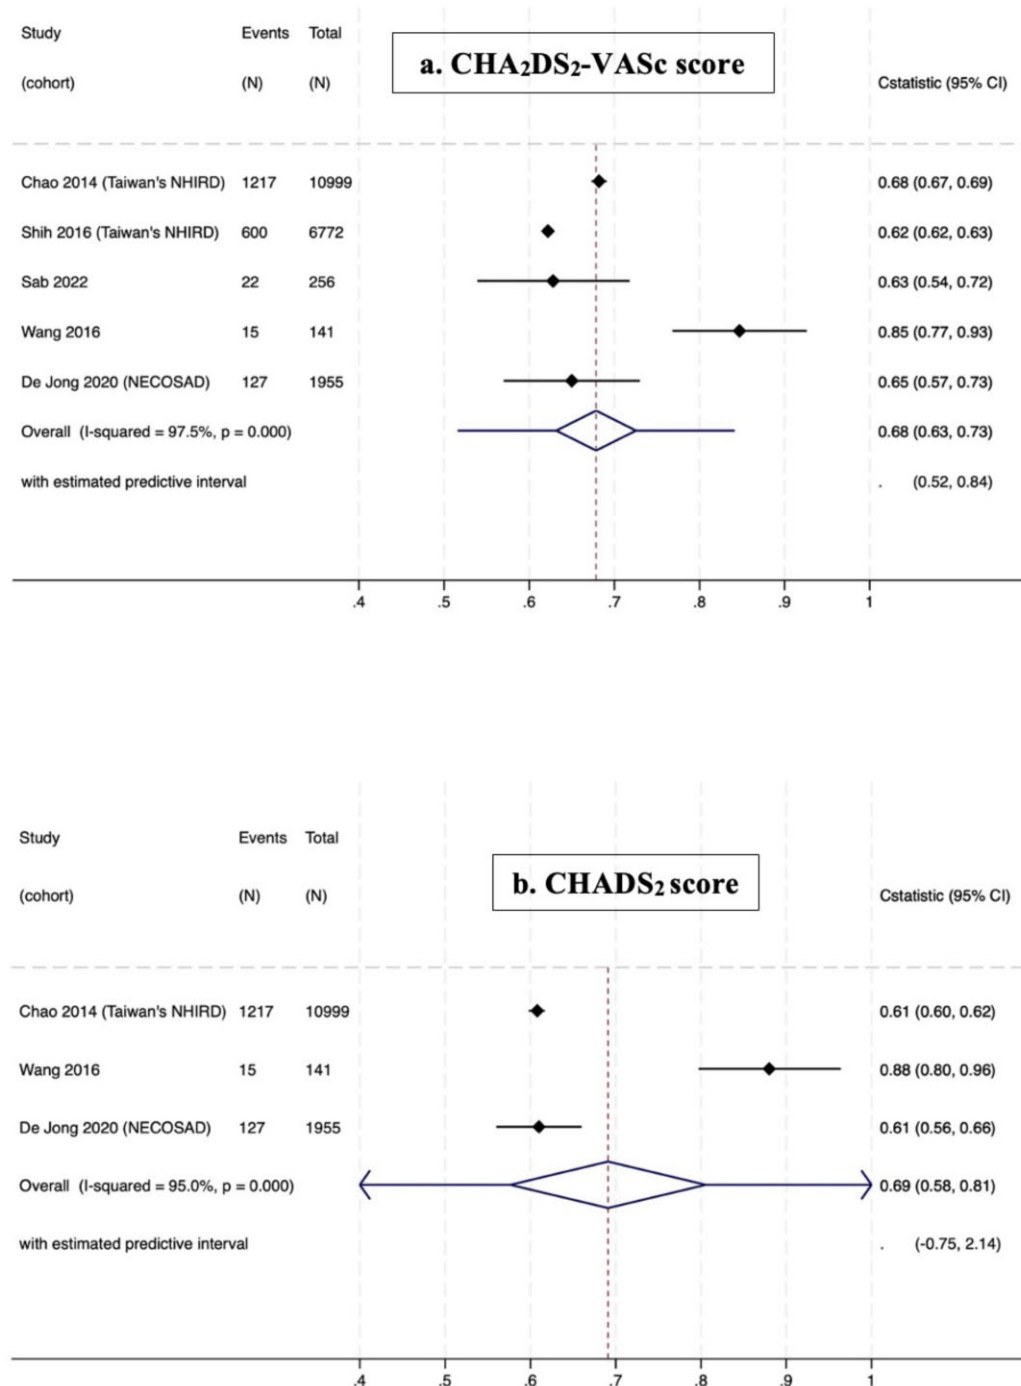 Study Events Total
a. CHA₂DS₂-VASc score
(cohort) (N) (N) Cstatistic (95% CI)
Chao 2014 (Taiwan's NHIRD) 1217 10999 0.68 (0.67, 0.69)
Shih 2016 (Taiwan's NHIRD) 600 6772 0.62 (0.62, 0.63)
Sab 2022 22 256 0.63 (0.54, 0.72)
Wang 2016 15 141 0.85 (0.77, 0.93)
De Jong 2020 (NECOSAD) 127 1955 0.65 (0.57, 0.73)
Overall (I-squared = 97.5%, p = 0.000) 0.68 (0.63, 0.73)
with estimated predictive interval . (0.52, 0.84)
.4 .5 .6 .7 .8 .9 1
Study Events Total
b. CHADS₂ score
(cohort) (N) (N) Cstatistic (95% CI)
Chao 2014 (Taiwan's NHIRD) 1217 10999 0.61 (0.60, 0.62)
Wang 2016 15 141 0.88 (0.80, 0.96)
De Jong 2020 (NECOSAD) 127 1955 0.61 (0.56, 0.66)
Overall (I-squared = 95.0%, p = 0.000) 0.69 (0.58, 0.81)
with estimated predictive interval . (-0.75, 2.14)
.4 .5 .6 .7 .8 .9 1